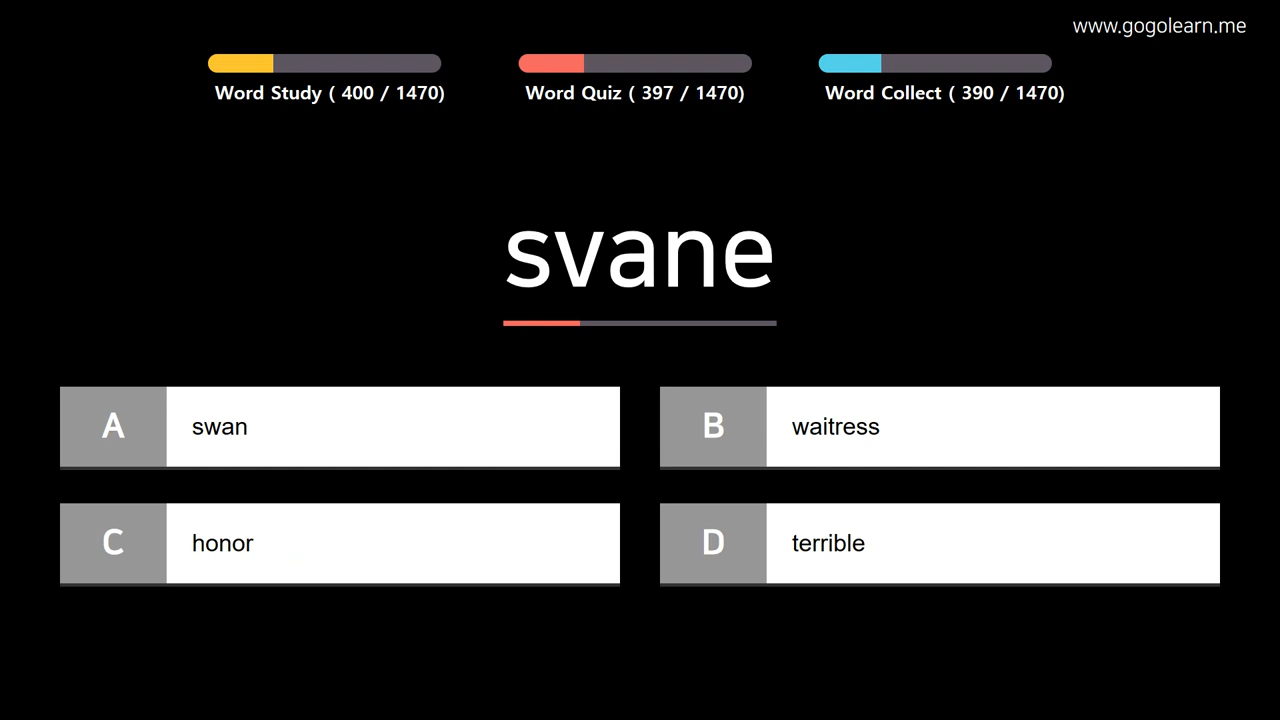 www.gogolearn.me
Word Study ( 400 / 1470)
Word Quiz ( 397 / 1470)
Word Collect ( 390 / 1470)
svane
A swan
B waitress
C honor
D terrible